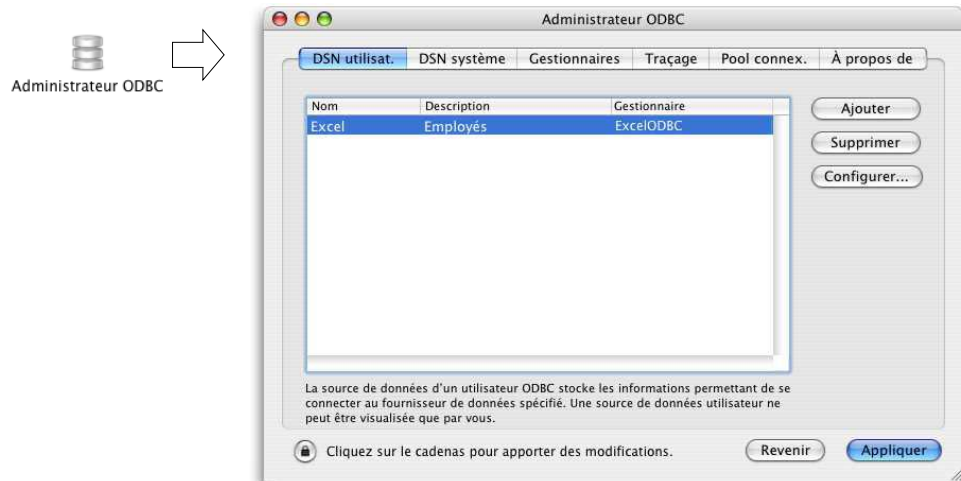 Administrateur ODBC
Administrateur ODBC
DSN utilisat. DSN système Gestionnaires Traçage Pool connex. À propos de
Nom Description Gestionnaire
Excel Employés ExcelODBC
Ajouter
Supprimer
Configurer...
La source de données d'un utilisateur ODBC stocke les informations permettant de se
connecter au fournisseur de données spécifié. Une source de données utilisateur ne
peut être visualisée que par vous.
Cliquez sur le cadenas pour apporter des modifications.
Revenir Appliquer